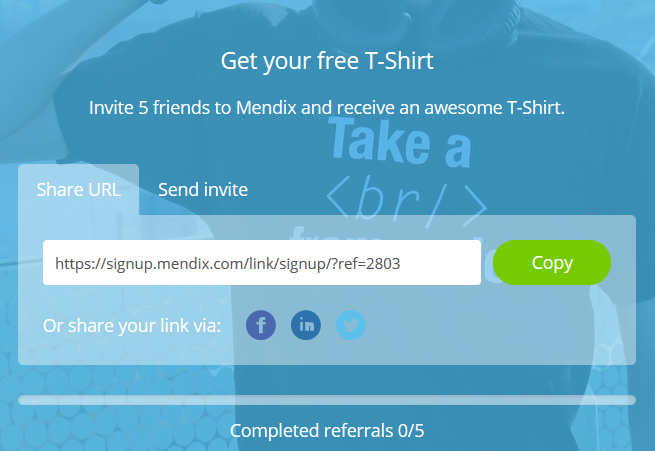 Get your free T-Shirt
Invite 5 friends to Mendix and receive an awesome T-Shirt.
Take a
<br/>
Share URL
Send invite
https://signup.mendix.com/link/signup/?ref=2803
Copy
Or share your link via:
f
in
Completed referrals 0/5